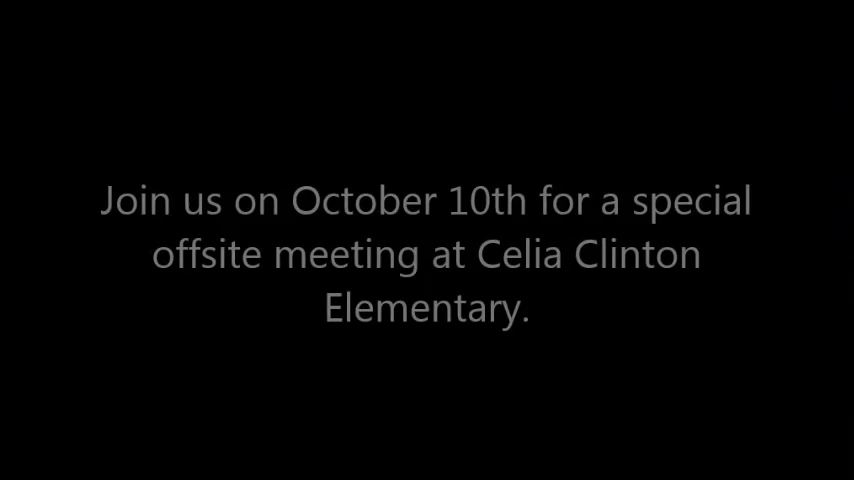 Join us on October 10th for a special
offsite meeting at Celia Clinton
Elementary.